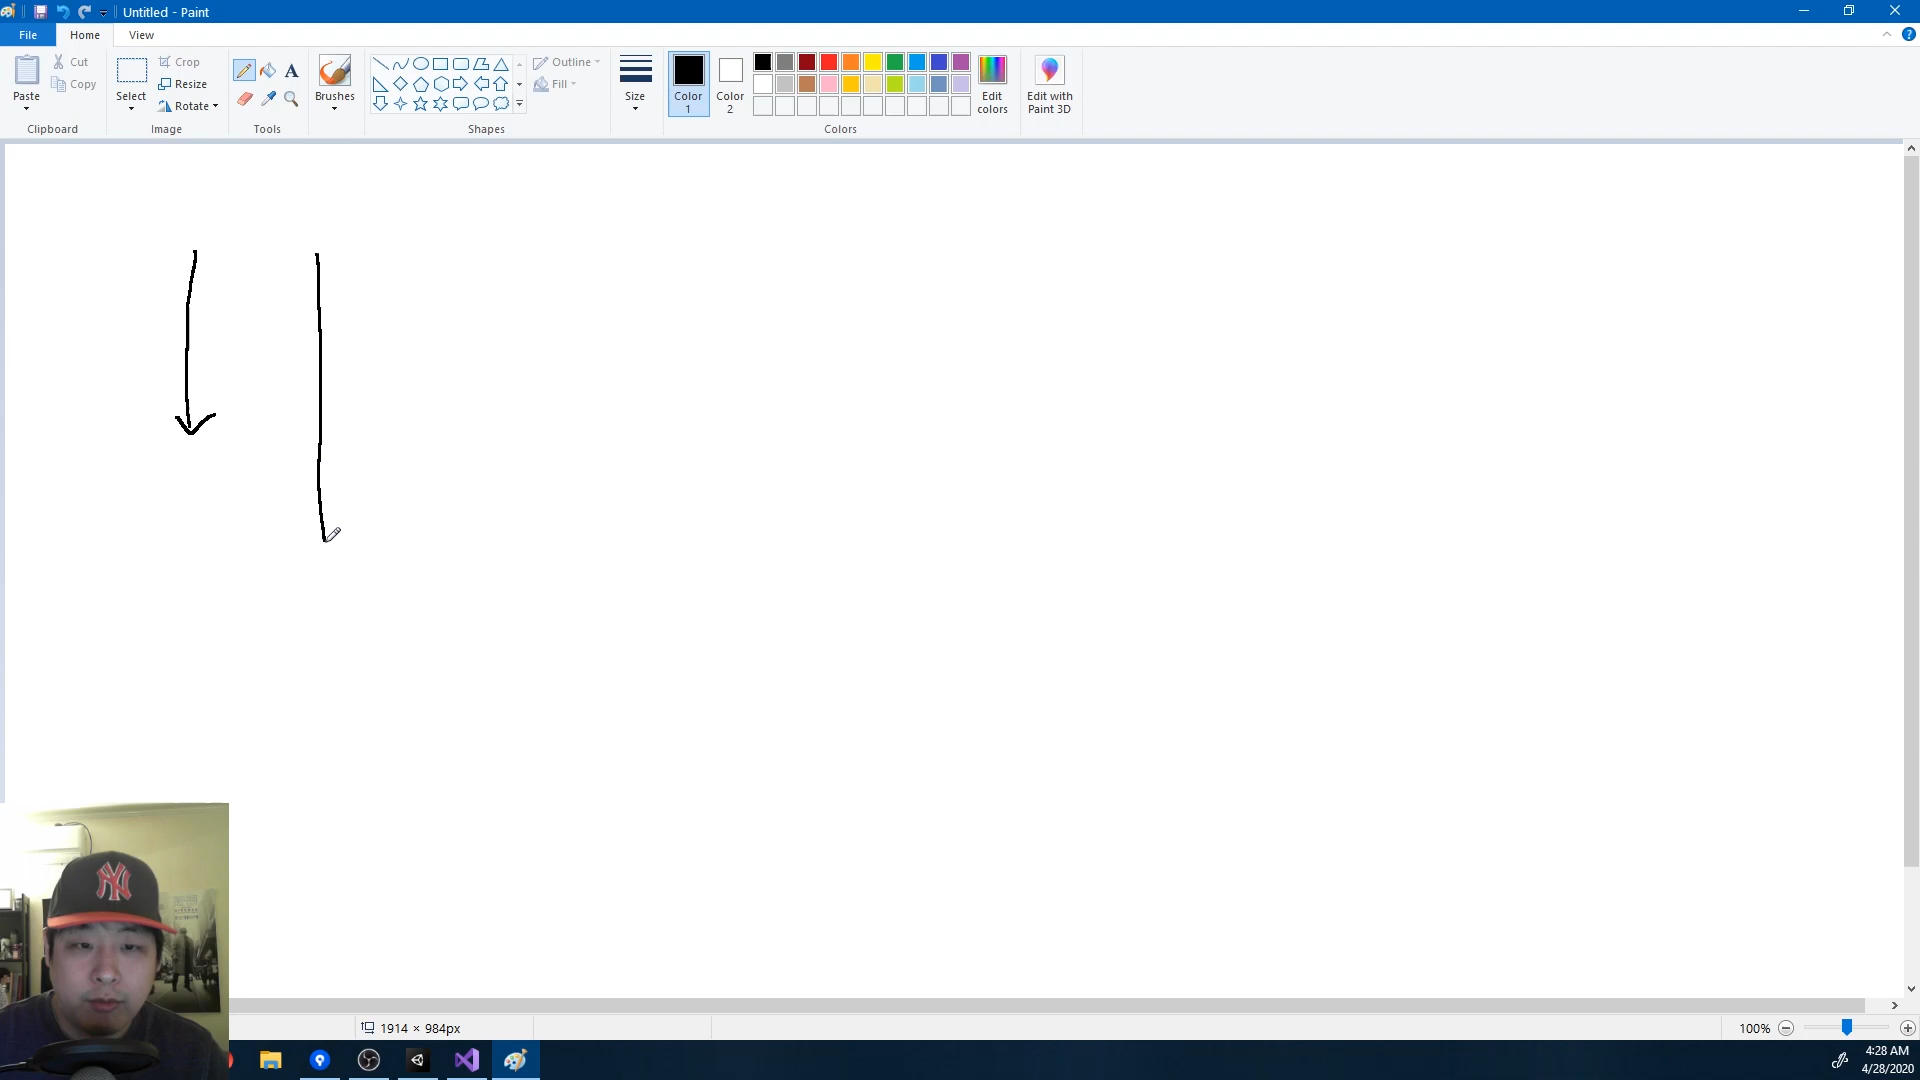 Untitled - Paint
File Home View
Paste
Cut
Copy
Clipboard
Select
Crop
Resize
Rotate
Image
Tools
Brushes
Outline
Fill
Shapes
Size
Color 1
Color 2
Edit colors
Colors
Edit with Paint 3D
NY
1914 × 984px
100%
4:28 AM
4/28/2020